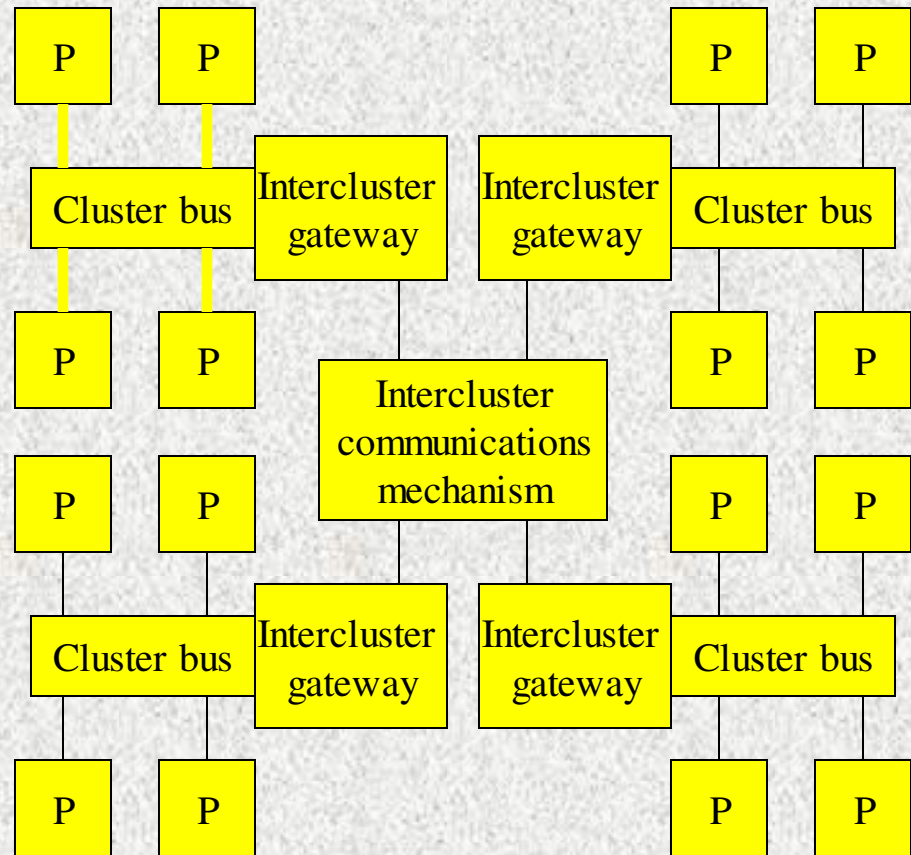 P P P P
Cluster bus Intercluster Intercluster Cluster bus
gateway gateway
P P P P
Intercluster
communications
mechanism
P P P P
Cluster bus Intercluster Intercluster Cluster bus
gateway gateway
P P P P